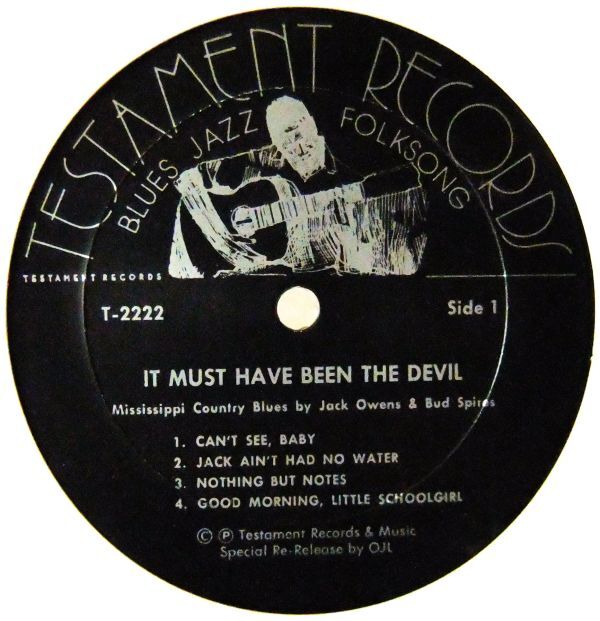 TESTAMENT RECORDS
BLUES JAZZ FOLKSONG
TESTAMENT RECORDS
T-2222
Side 1
IT MUST HAVE BEEN THE DEVIL
Mississippi Country Blues by Jack Owens & Bud Spires
1. CAN'T SEE, BABY
2. JACK AIN'T HAD NO WATER
3. NOTHING BUT NOTES
4. GOOD MORNING, LITTLE SCHOOLGIRL
© ℗ Testament Records & Music
Special Re-Release by OJL